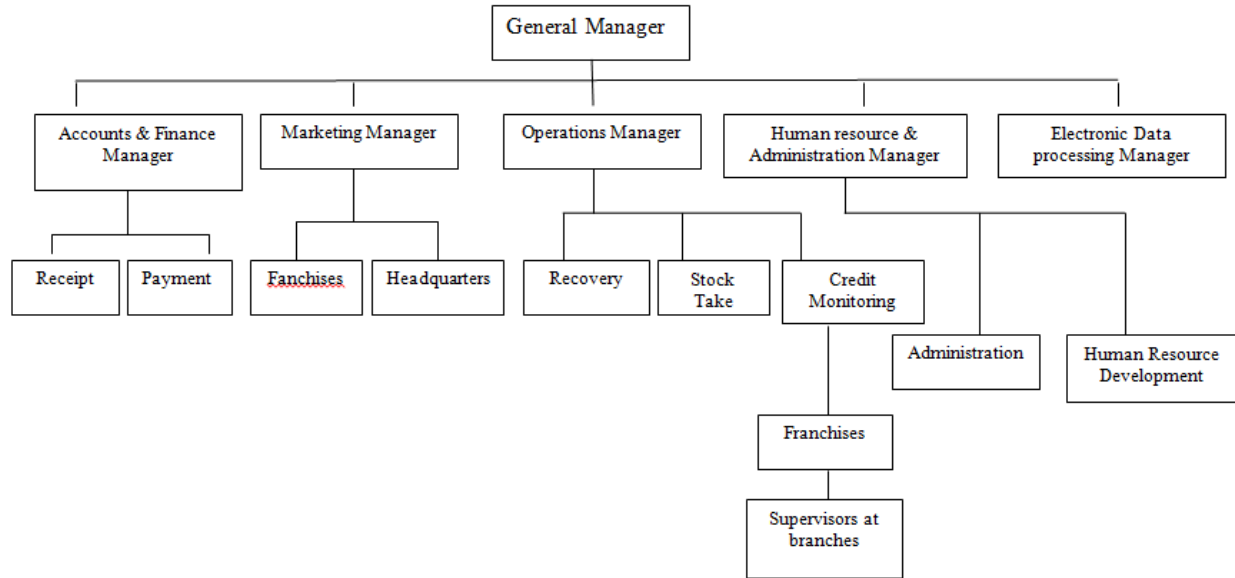 General Manager
Accounts & Finance
Manager
Marketing Manager
Operations Manager
Human resource &
Administration Manager
Electronic Data
processing Manager
Receipt
Payment
Fanchises
Headquarters
Recovery
Stock
Take
Credit
Monitoring
Administration
Human Resource
Development
Franchises
Supervisors at
branches